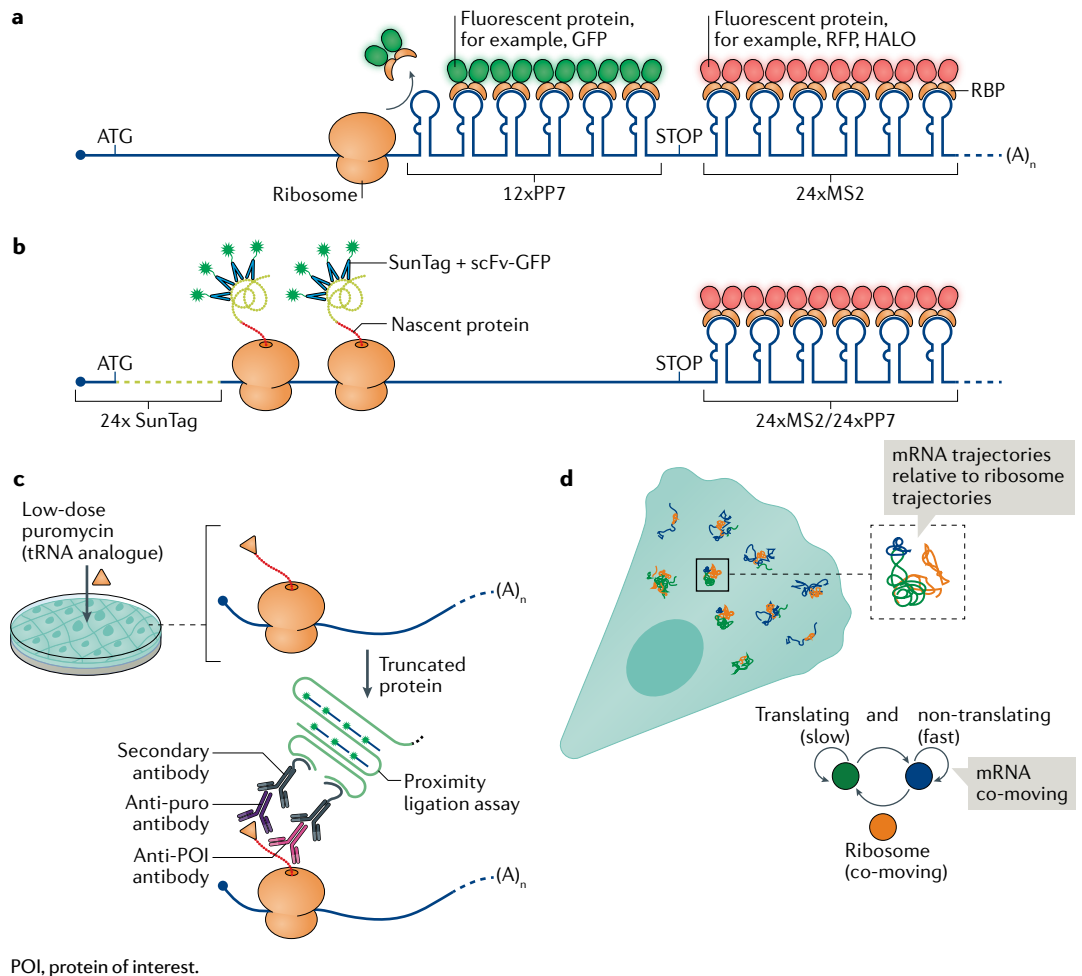 a
Fluorescent protein,
for example, GFP
Fluorescent protein,
for example, RFP, HALO
RBP
ATG
STOP
(A)n
Ribosome
12xPP7
24xMS2
b
SunTag + scFv-GFP
Nascent protein
ATG
STOP
24x SunTag
24xMS2/24xPP7
c
Low-dose
puromycin
(tRNA analogue)
(A)n
Truncated
protein
Secondary
antibody
Proximity
ligation assay
Anti-puro
antibody
Anti-POI
antibody
(A)n
d
mRNA trajectories
relative to ribosome
trajectories
Translating and non-translating
(slow) (fast)
mRNA
co-moving
Ribosome
(co-moving)
POI, protein of interest.